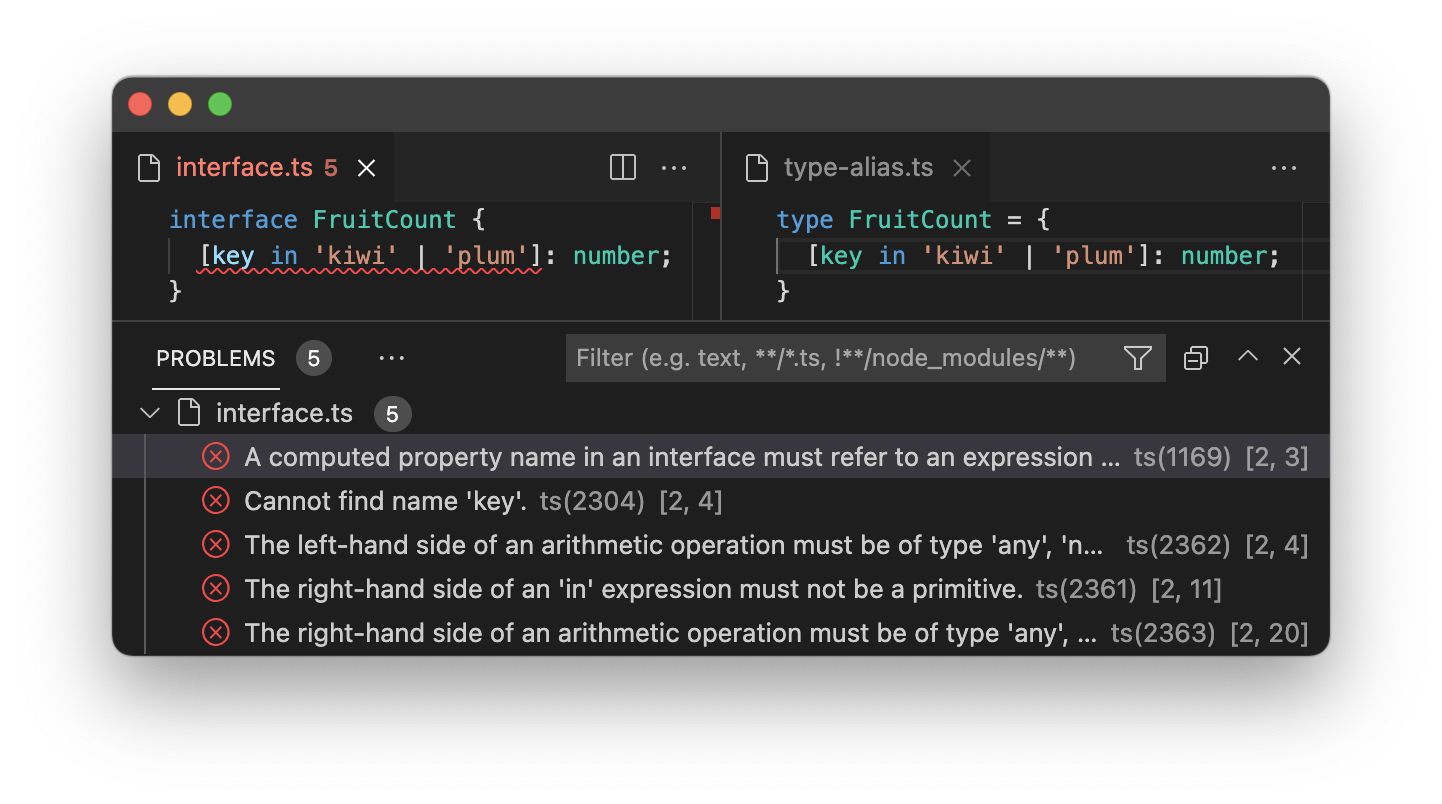 interface.ts 5
type-alias.ts
interface FruitCount {
[key in 'kiwi' | 'plum']: number;
}
type FruitCount = {
[key in 'kiwi' | 'plum']: number;
}
PROBLEMS 5
Filter (e.g. text, **/*.ts, !**/node_modules/**)
interface.ts 5
A computed property name in an interface must refer to an expression ... ts(1169) [2, 3]
Cannot find name 'key'. ts(2304) [2, 4]
The left-hand side of an arithmetic operation must be of type 'any', 'n... ts(2362) [2, 4]
The right-hand side of an 'in' expression must not be a primitive. ts(2361) [2, 11]
The right-hand side of an arithmetic operation must be of type 'any', ... ts(2363) [2, 20]